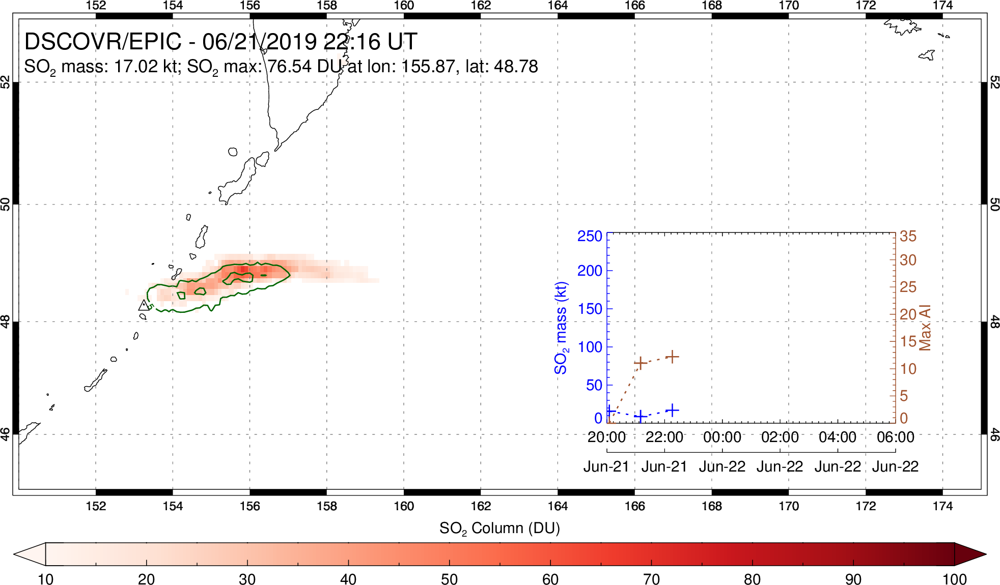 152 154 156 158 160 162 164 166 168 170 172 174
DSCOVR/EPIC - 06/21/2019 22:16 UT
SO₂ mass: 17.02 kt; SO₂ max: 76.54 DU at lon: 155.87, lat: 48.78
52 52
50 50
48 48
46 46
5
250 35
200 30
150 25
100 20
50 15
0 10
5
0
SO₂ mass (kt)
Max AI
20:00 22:00 00:00 02:00 04:00 06:00
Jun-21 Jun-21 Jun-22 Jun-22 Jun-22 Jun-22
152 154 156 158 160 162 164 166 168 170 172 174
SO₂ Column (DU)
10 20 30 40 50 60 70 80 90 100